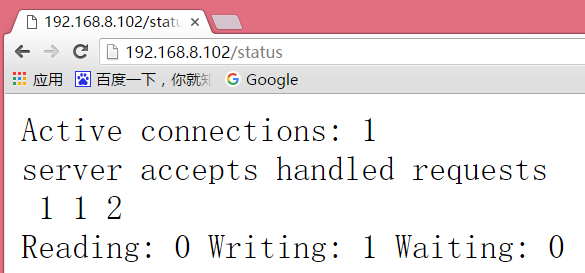 192.168.8.102/status
192.168.8.102/status
应用 百度一下，你就知 Google
Active connections: 1
server accepts handled requests
1 1 2
Reading: 0 Writing: 1 Waiting: 0